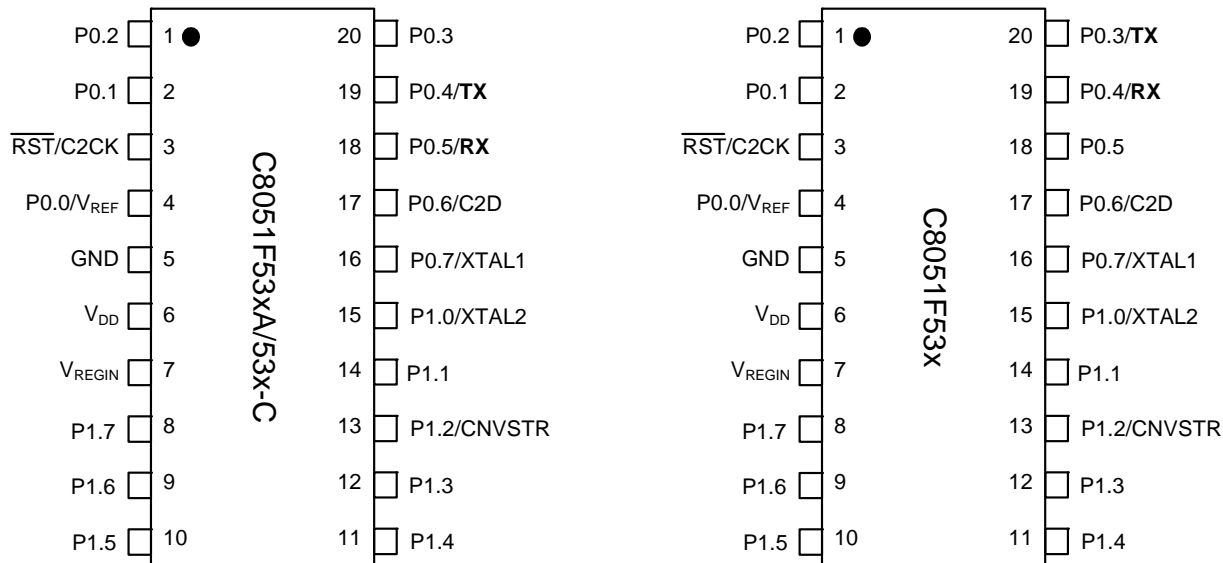 P0.2 1 20 P0.3
P0.1 2 19 P0.4/TX
RST/C2CK 3 18 P0.5/RX
P0.0/VREF 4 17 P0.6/C2D
GND 5 16 P0.7/XTAL1
VDD 6 15 P1.0/XTAL2
VREGIN 7 14 P1.1
P1.7 8 13 P1.2/CNVSTR
P1.6 9 12 P1.3
P1.5 10 11 P1.4
C8051F53xA/53x-C
P0.2 1 20 P0.3/TX
P0.1 2 19 P0.4/RX
RST/C2CK 3 18 P0.5
P0.0/VREF 4 17 P0.6/C2D
GND 5 16 P0.7/XTAL1
VDD 6 15 P1.0/XTAL2
VREGIN 7 14 P1.1
P1.7 8 13 P1.2/CNVSTR
P1.6 9 12 P1.3
P1.5 10 11 P1.4
C8051F53x